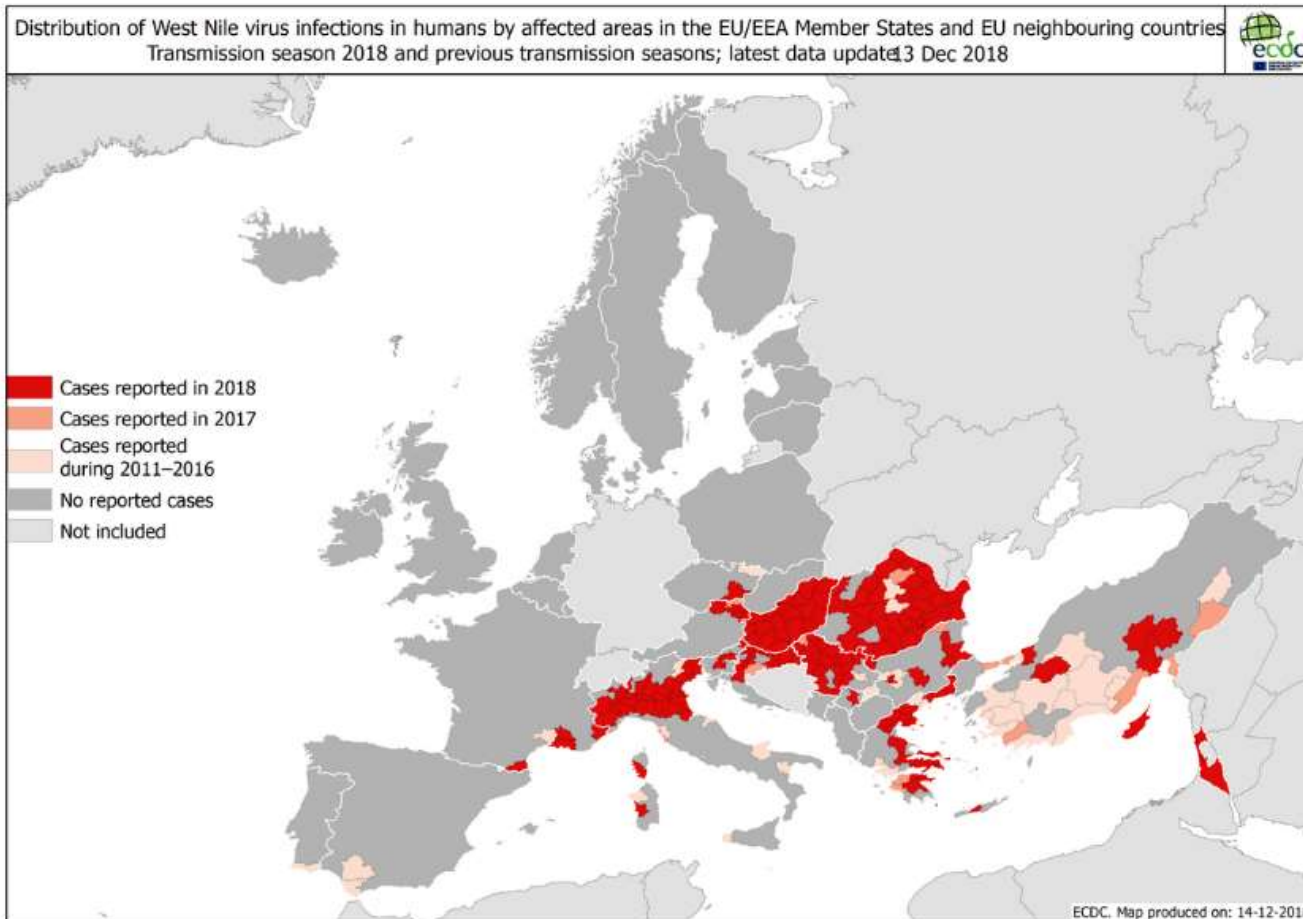 Distribution of West Nile virus infections in humans by affected areas in the EU/EEA Member States and EU neighbouring countries
Transmission season 2018 and previous transmission seasons; latest data update13 Dec 2018
ecdc
Cases reported in 2018
Cases reported in 2017
Cases reported
during 2011–2016
No reported cases
Not included
ECDC. Map produced on: 14-12-201